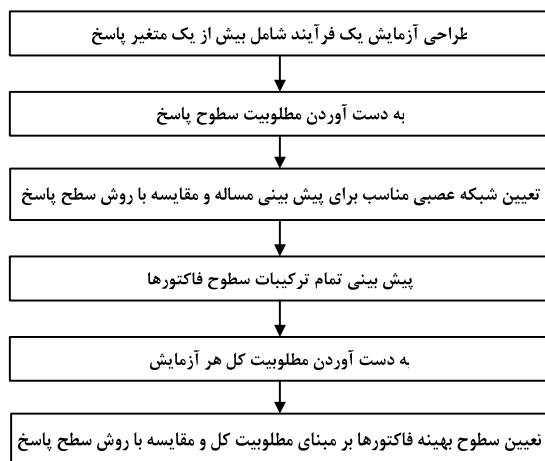 طراحی آزمایش یک فرآیند شامل بیش از یک متغیر پاسخ
به دست آوردن مطلوبیت سطوح پاسخ
تعیین شبکه عصبی مناسب برای پیش بینی مساله و مقایسه با روش سطح پاسخ
پیش بینی تمام ترکیبات سطوح فاکتورها
به دست آوردن مطلوبیت کل هر آزمایش
تعیین سطوح بهینه فاکتورها بر مبنای مطلوبیت کل و مقایسه با روش سطح پاسخ